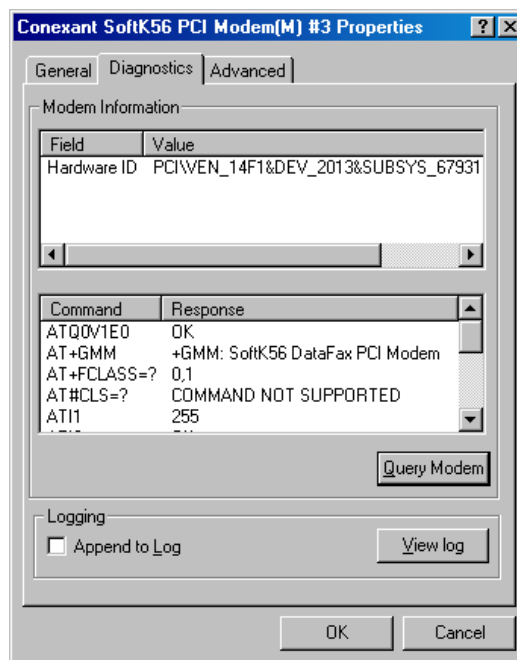 Conexant SoftK56 PCI Modem(M) #3 Properties
General Diagnostics Advanced
Modem Information
Field Value
Hardware ID PCI\VEN_14F1&DEV_2013&SUBSYS_67931
Command Response
ATQ0V1E0 OK
AT+GMM +GMM: SoftK56 DataFax PCI Modem
AT+FCLASS=? 0,1
AT#CLS=? COMMAND NOT SUPPORTED
ATI1 255
Query Modem
Logging
Append to Log
View log
OK Cancel